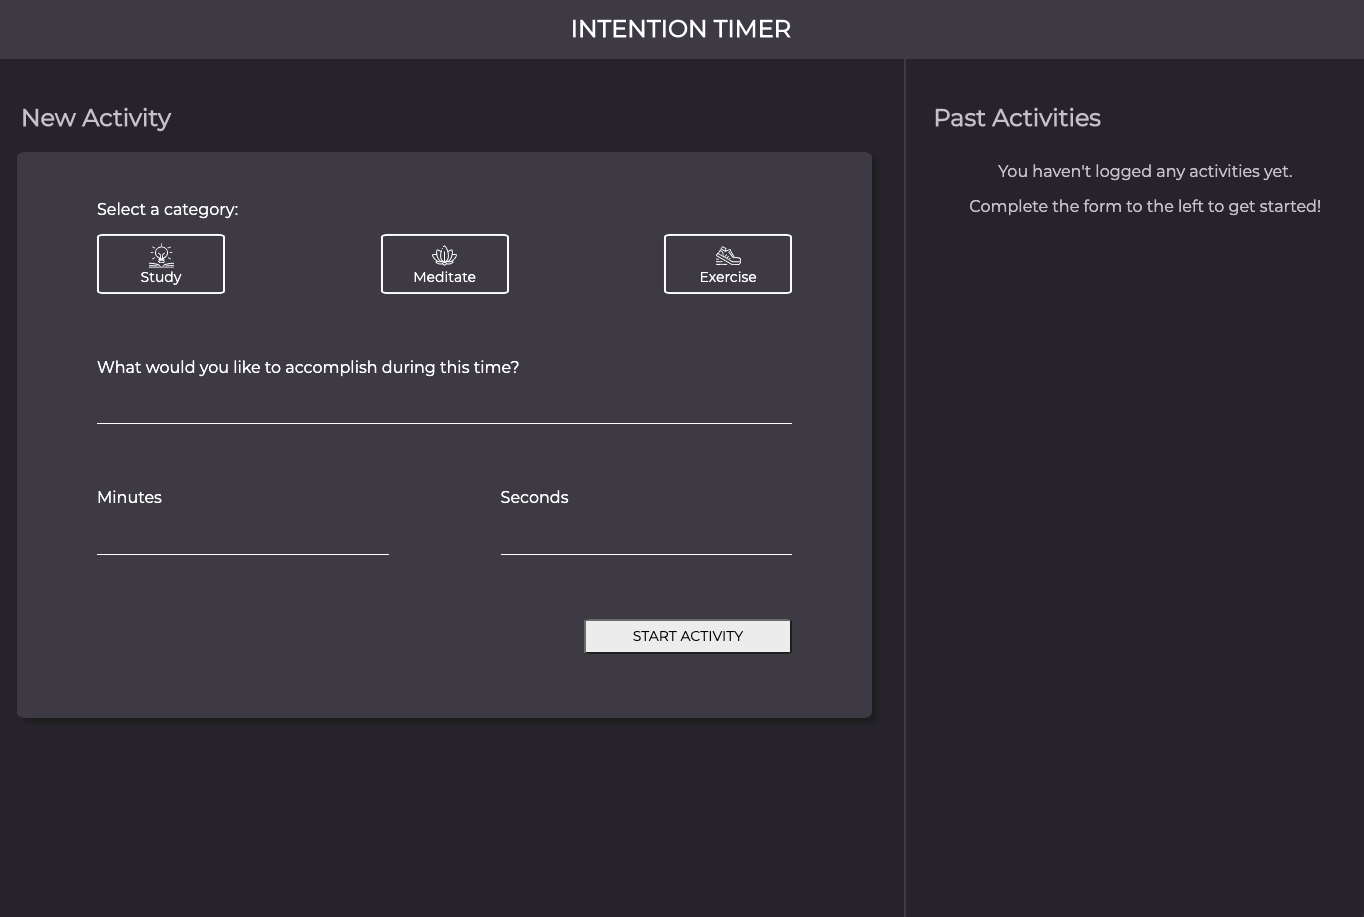 INTENTION TIMER
New Activity
Select a category:
Study
Meditate
Exercise
What would you like to accomplish during this time?
Minutes
Seconds
START ACTIVITY
Past Activities
You haven't logged any activities yet.
Complete the form to the left to get started!